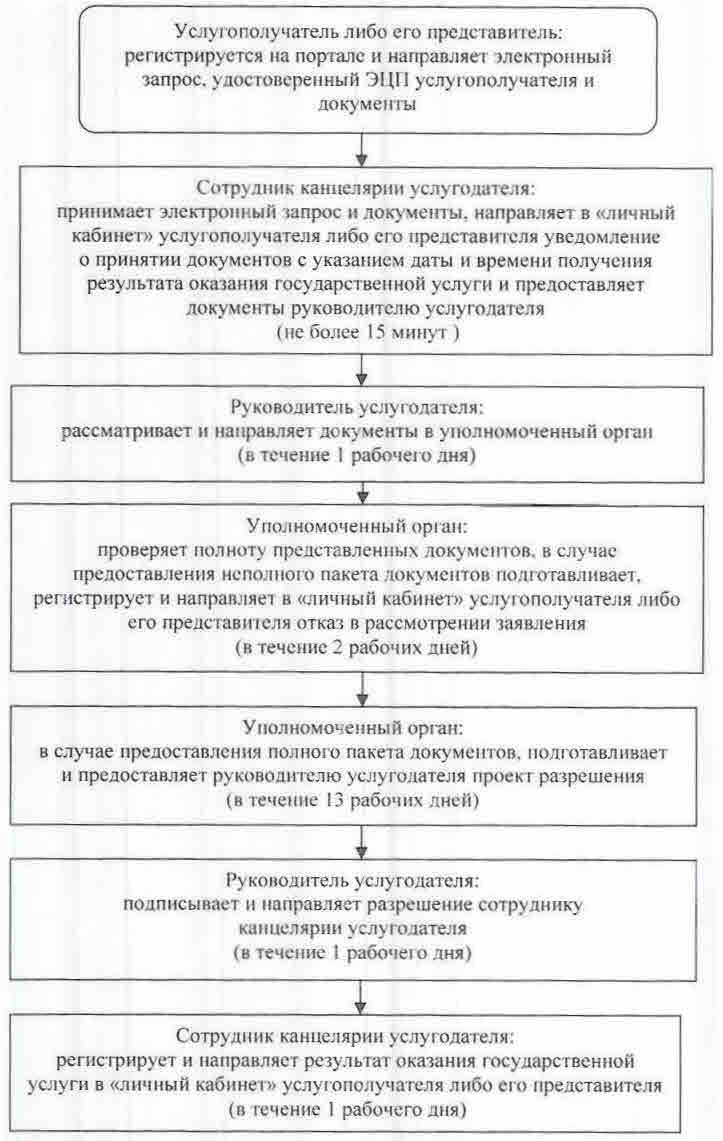 Услугополучатель либо его представитель:
регистрируется на портале и направляет электронный
запрос, удостоверенный ЭЦП услугополучателя и
документы
Сотрудник канцелярии услугодателя:
принимает электронный запрос и документы, направляет в «личный
кабинет» услугополучателя либо его представителя уведомление
о принятии документов с указанием даты и времени получения
результата оказания государственной услуги и предоставляет
документы руководителю услугодателя
(не более 15 минут )
Руководитель услугодателя:
рассматривает и направляет документы в уполномоченный орган
(в течение 1 рабочего дня)
Уполномоченный орган:
проверяет полноту представленных документов, в случае
предоставления неполного пакета документов подготавливает,
регистрирует и направляет в «личный кабинет» услугополучателя либо
его представителя отказ в рассмотрении заявления
(в течение 2 рабочих дней)
Уполномоченный орган:
в случае предоставления полного пакета документов, подготавливает
и предоставляет руководителю услугодателя проект разрешения
(в течение 13 рабочих дней)
Руководитель услугодателя:
подписывает и направляет разрешение сотруднику
канцелярии услугодателя
(в течение 1 рабочего дня)
Сотрудник канцелярии услугодателя:
регистрирует и направляет результат оказания государственной
услуги в «личный кабинет» услугополучателя либо его представителя
(в течение 1 рабочего дня)